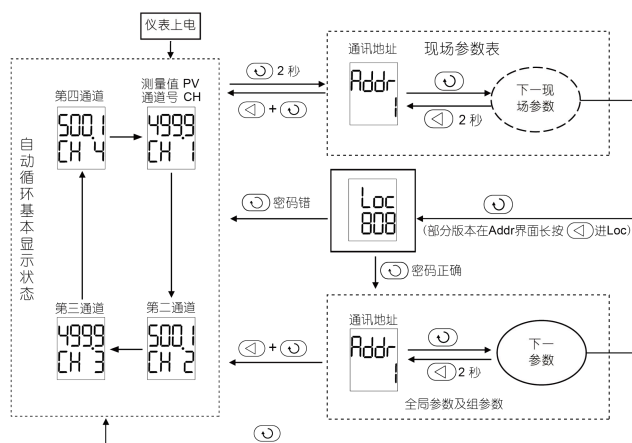 仪表上电
自动循环基本显示状态
第四通道
500.1
CH 4
测量值 PV
通道号 CH
499.9
CH 1
第三通道
499.9
CH 3
第二通道
500.1
CH 2
2 秒
+
通讯地址
现场参数表
Addr
1
2 秒
下一现
场参数
密码错
Loc
808
(部分版本在Addr界面长按 进Loc)
密码正确
+
通讯地址
Addr
1
2 秒
下一
参数
全局参数及组参数